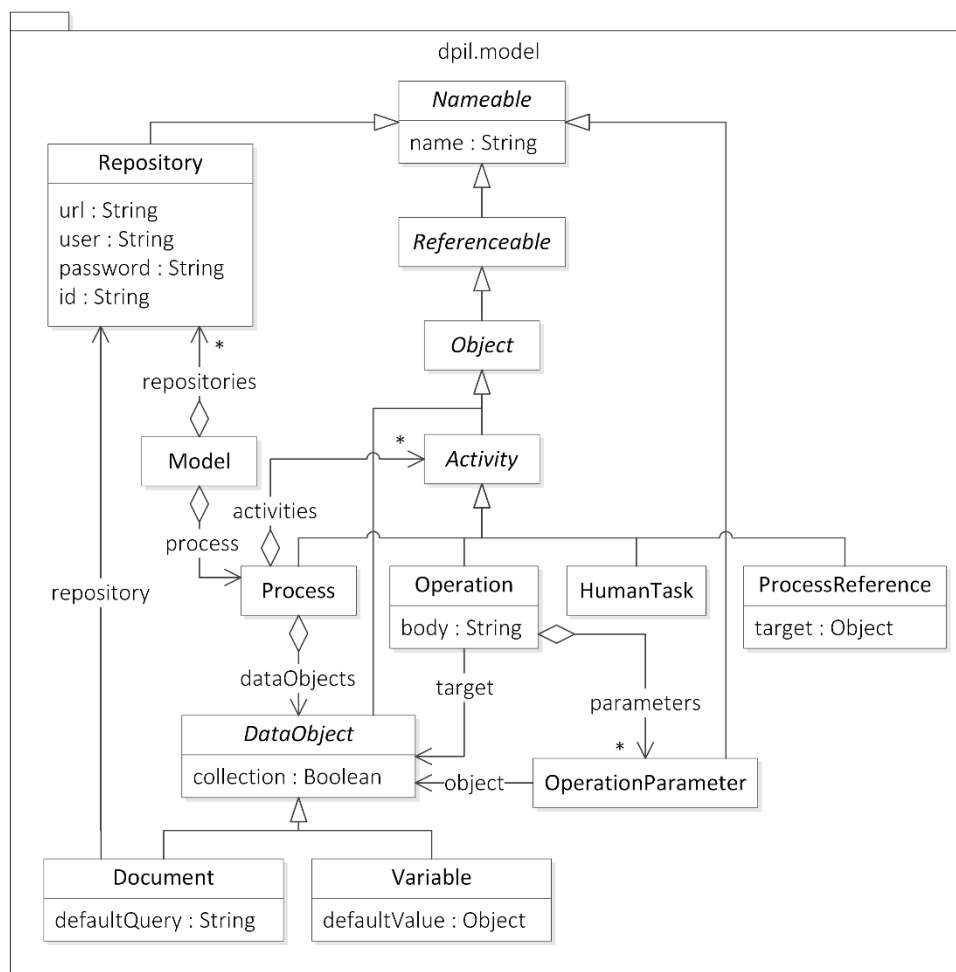 dpil.model
Nameable
name : String
Repository
url : String
user : String
password : String
id : String
Referenceable
Object
*
repositories
Model
*
Activity
activities
process
Process
Operation
body : String
HumanTask
ProcessReference
target : Object
repository
dataObjects
target
parameters
*
DataObject
collection : Boolean
object
OperationParameter
Document
defaultQuery : String
Variable
defaultValue : Object